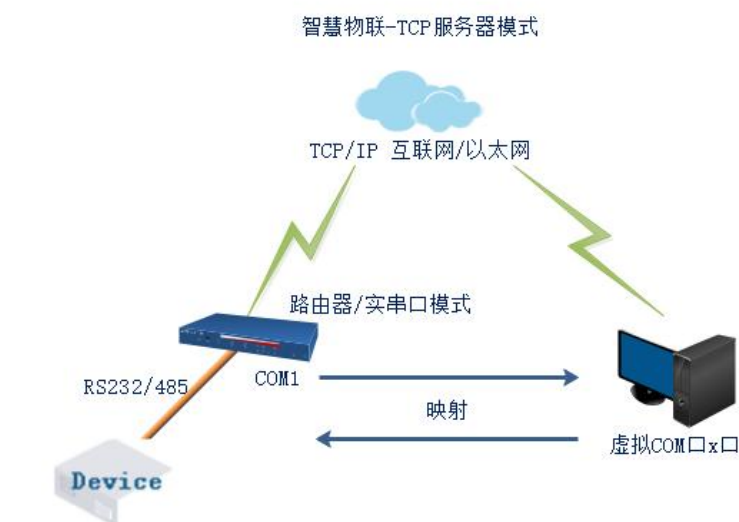 智慧物联-TCP服务器模式
TCP/IP 互联网/以太网
路由器/实串口模式
RS232/485
COM1
映射
虚拟COM口x口
Device